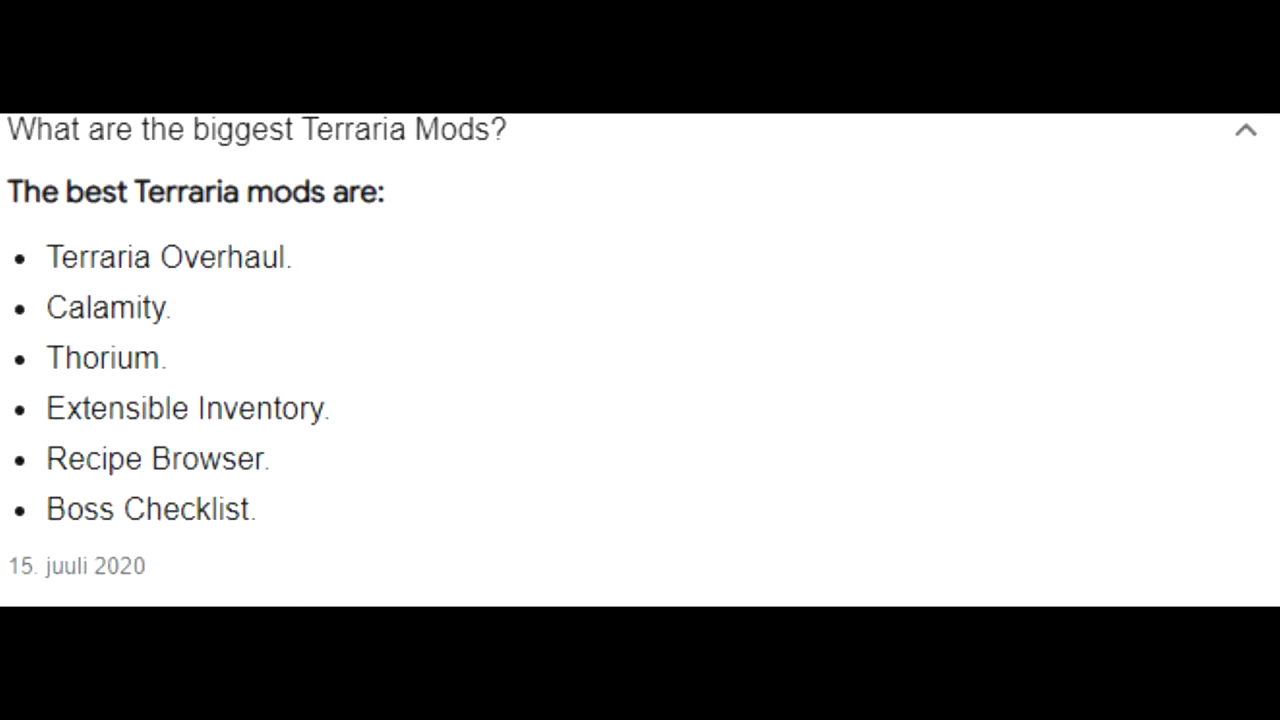 What are the biggest Terraria Mods?
The best Terraria mods are:
• Terraria Overhaul.
• Calamity.
• Thorium.
• Extensible Inventory.
• Recipe Browser.
• Boss Checklist.
15. juuli 2020